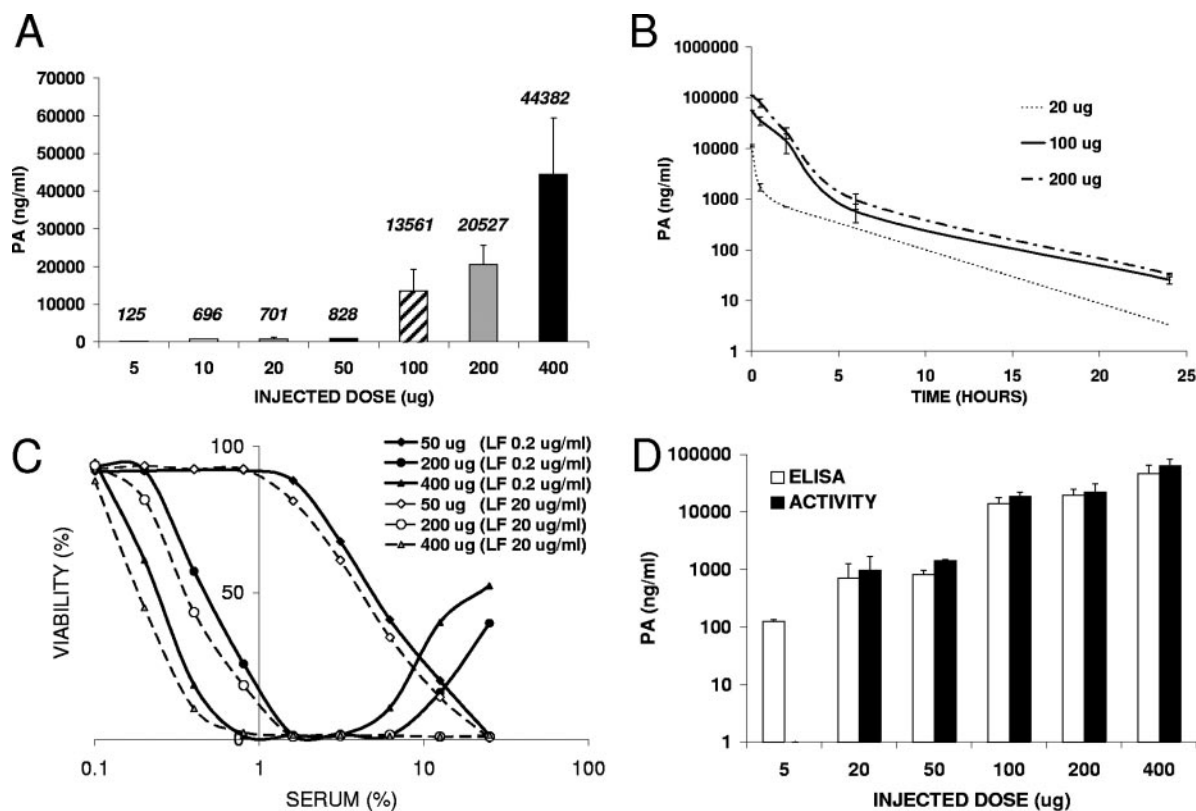 A
PA (ng/ml)
70000
60000
50000
40000
30000
20000
10000
0
125
696
701
828
13561
20527
44382
5 10 20 50 100 200 400
INJECTED DOSE (ug)
B
PA (ng/ml)
1000000
100000
10000
1000
100
10
1
20 ug
100 ug
200 ug
0 5 10 15 20 25
TIME (HOURS)
C
VIABILITY (%)
100
50
0
50 ug (LF 0.2 ug/ml)
200 ug (LF 0.2 ug/ml)
400 ug (LF 0.2 ug/ml)
50 ug (LF 20 ug/ml)
200 ug (LF 20 ug/ml)
400 ug (LF 20 ug/ml)
0.1 1 10 100
SERUM (%)
D
PA (ng/ml)
100000
10000
1000
100
10
1
ELISA
ACTIVITY
5 20 50 100 200 400
INJECTED DOSE (ug)